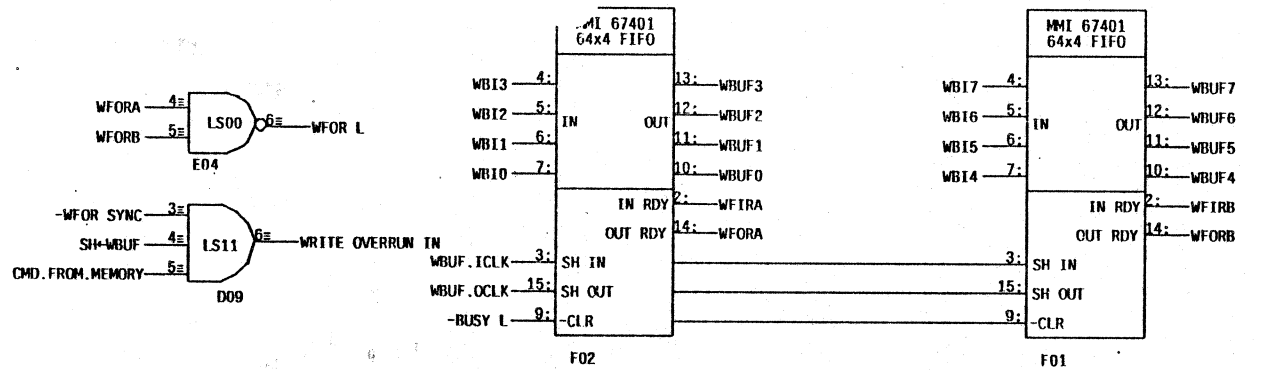 MMI 67401
64x4 FIFO
MMI 67401
64x4 FIFO
WBI3 4: 13: WBUF3
WBI2 5: IN OUT 12: WBUF2
WBI1 6: 11: WBUF1
WBI0 7: 10: WBUF0
IN RDY 2: WFIRA
OUT RDY 14: WFORA
WBUF.ICLK 3: SH IN
WBUF.OCLK 15: SH OUT
-BUSY L 9: -CLR
F02
WBI7 4: 13: WBUF7
WBI6 5: IN OUT 12: WBUF6
WBI5 6: 11: WBUF5
WBI4 7: 10: WBUF4
IN RDY 2: WFIRB
OUT RDY 14: WFORB
3: SH IN
15: SH OUT
9: -CLR
F01
WFORA 4≡
WFORB 5≡
LS00 6≡ WFOR L
E04
-WFOR SYNC 3≡
SH←WBUF 4≡ LS11 6≡ WRITE OVERRUN IN
CMD.FROM.MEMORY 5≡
D09